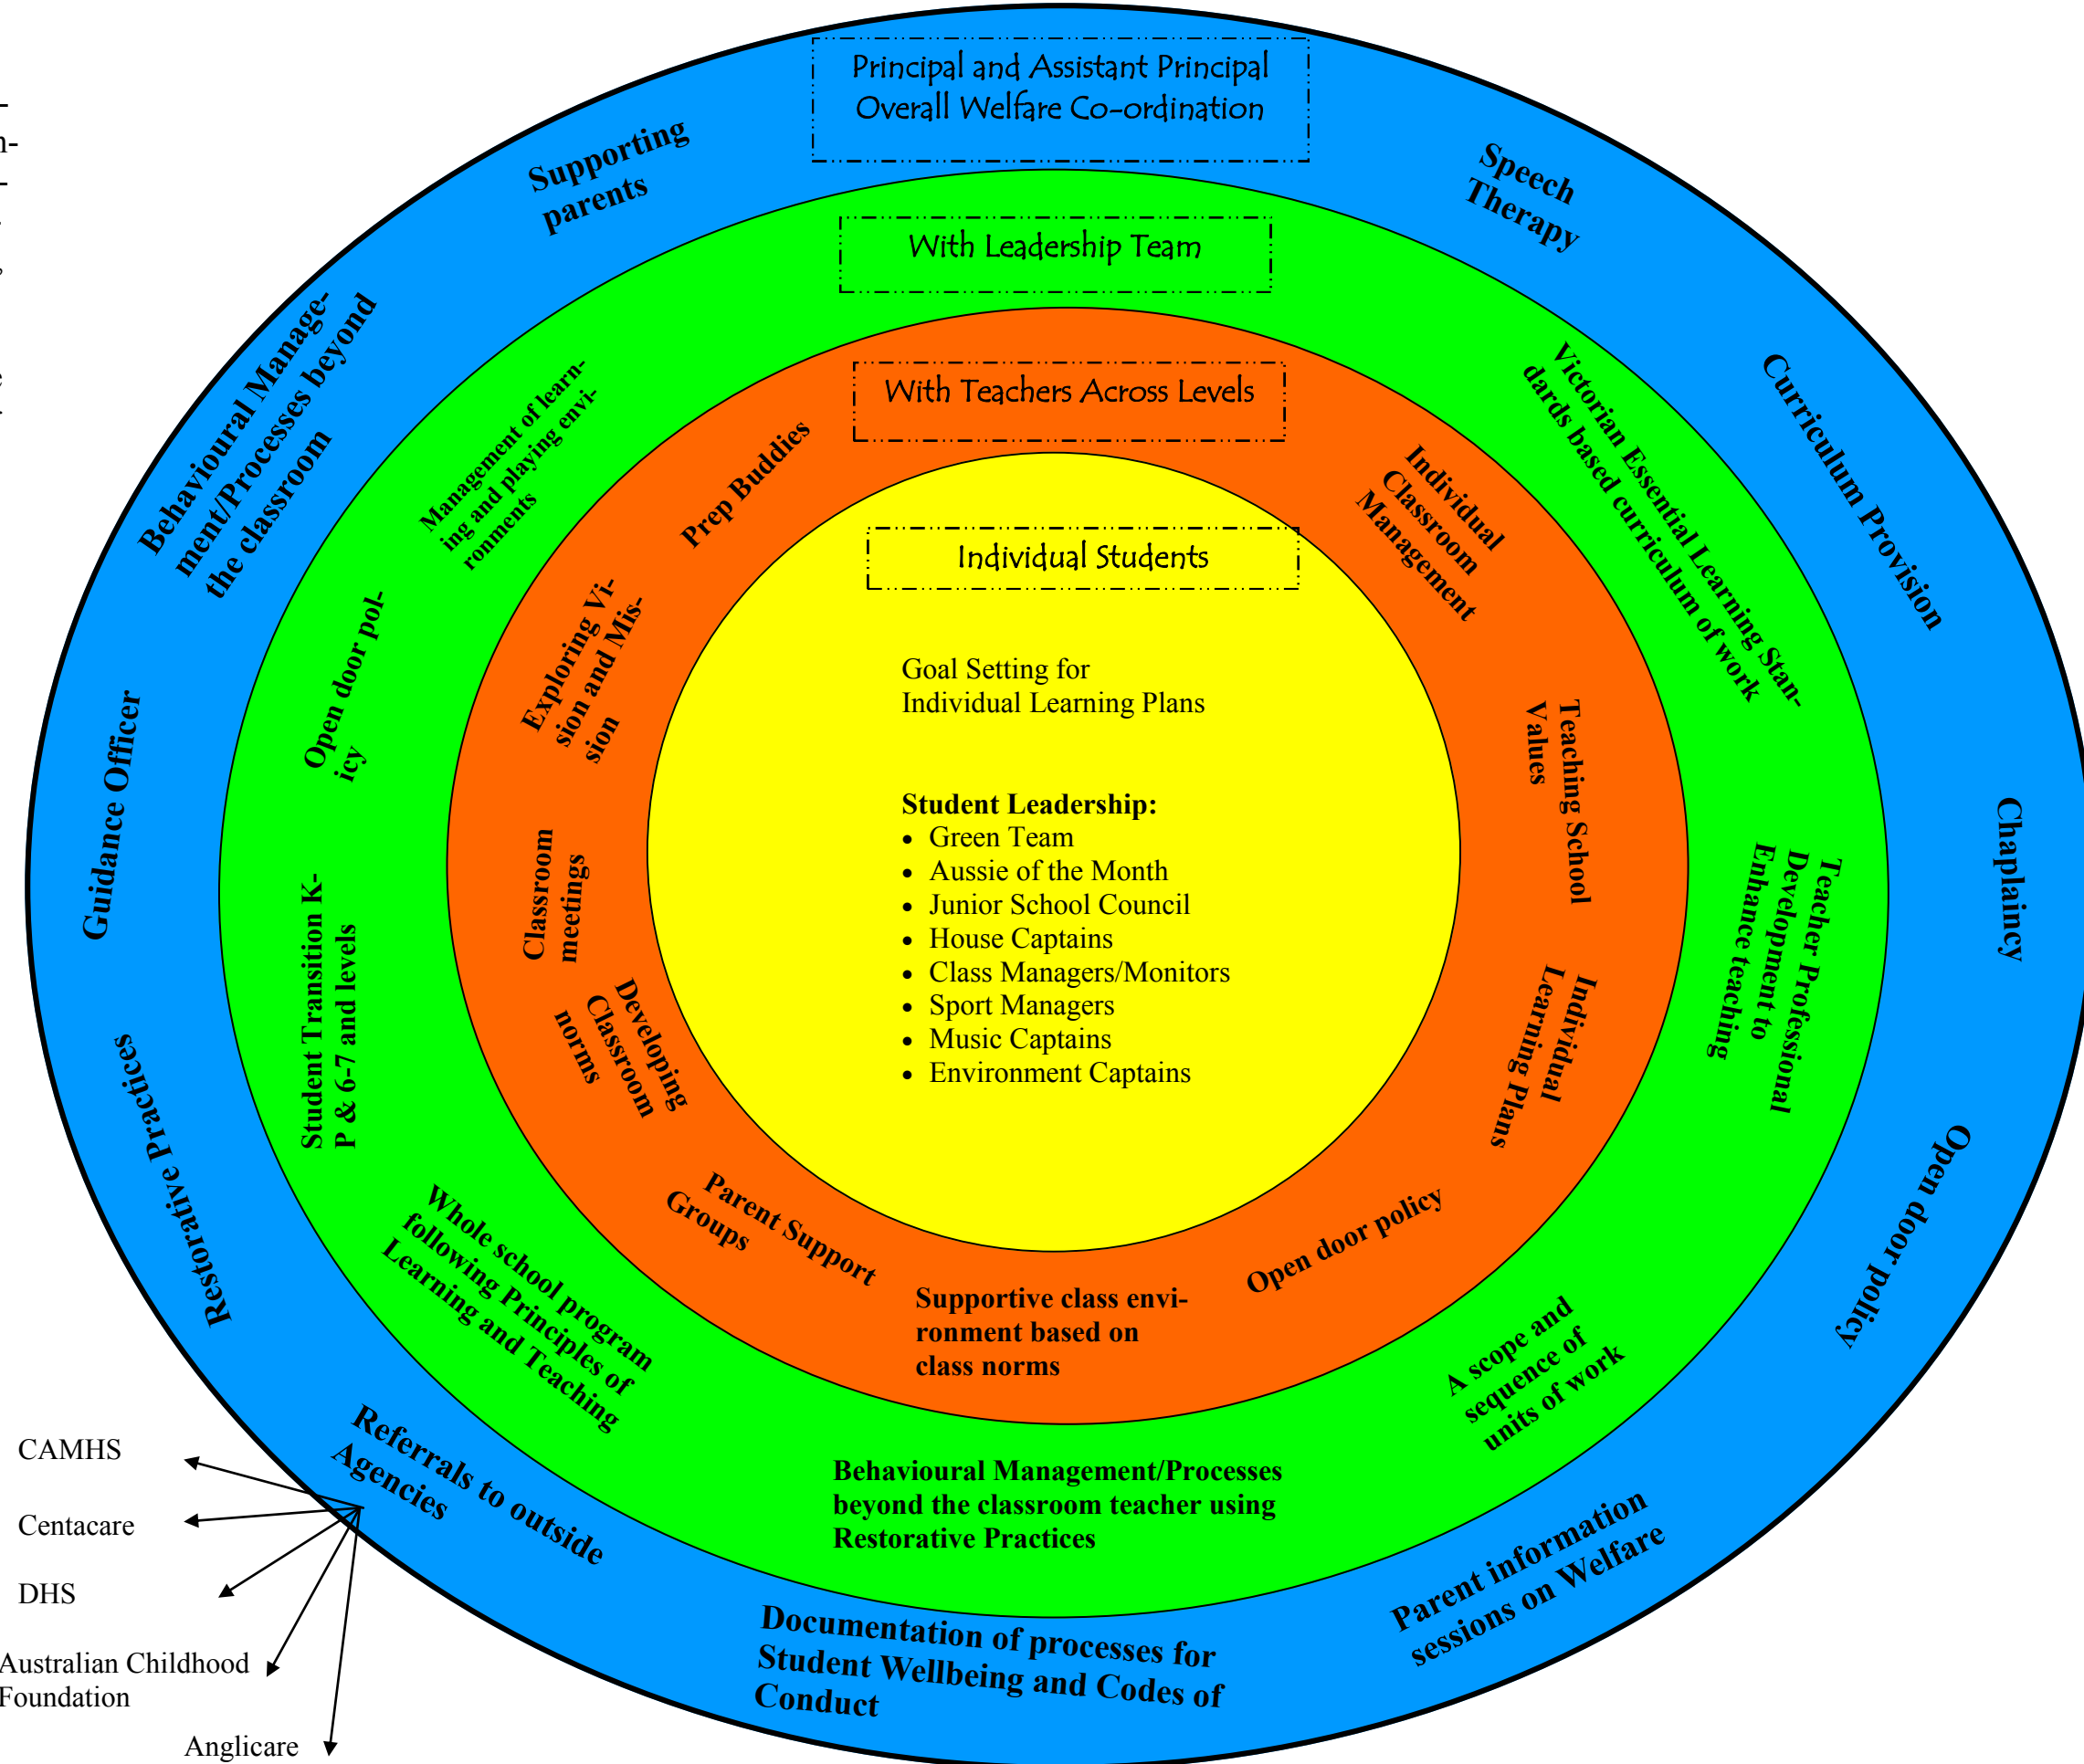 Principal and Assistant Principal
Overall Welfare Co-ordination
Supporting
parents
Speech
Therapy
Behavioural Manage-
ment/Processes beyond
the classroom
Curriculum Provision
Guidance Officer
Chaplaincy
Restorative Practices
Open door policy
Referrals to outside
Agencies
Parent information
sessions on Welfare
Documentation of processes for
Student Wellbeing and Codes of
Conduct
With Leadership Team
Management of learn-
ing and playing envi-
ronments
Victorian Essential Learning Stan-
dards based curriculum of work
Open door pol-
icy
Teacher Professional
Development to
Enhance teaching
Student Transition K-
P & 6-7 and levels
Whole school program
following Principles of
Learning and Teaching
A scope and
sequence of
units of work
Behavioural Management/Processes
beyond the classroom teacher using
Restorative Practices
With Teachers Across Levels
Prep Buddies
Individual
Classroom
Management
Exploring Vi-
sion and Mis-
sion
Teaching School
Values
Classroom
meetings
Individual
Learning Plans
Developing
Classroom
norms
Parent Support
Groups
Open door policy
Supportive class envi-
ronment based on
class norms
Individual Students
Goal Setting for
Individual Learning Plans
Student Leadership:
• Green Team
• Aussie of the Month
• Junior School Council
• House Captains
• Class Managers/Monitors
• Sport Managers
• Music Captains
• Environment Captains
CAMHS
Centacare
DHS
Australian Childhood
Foundation
Anglicare